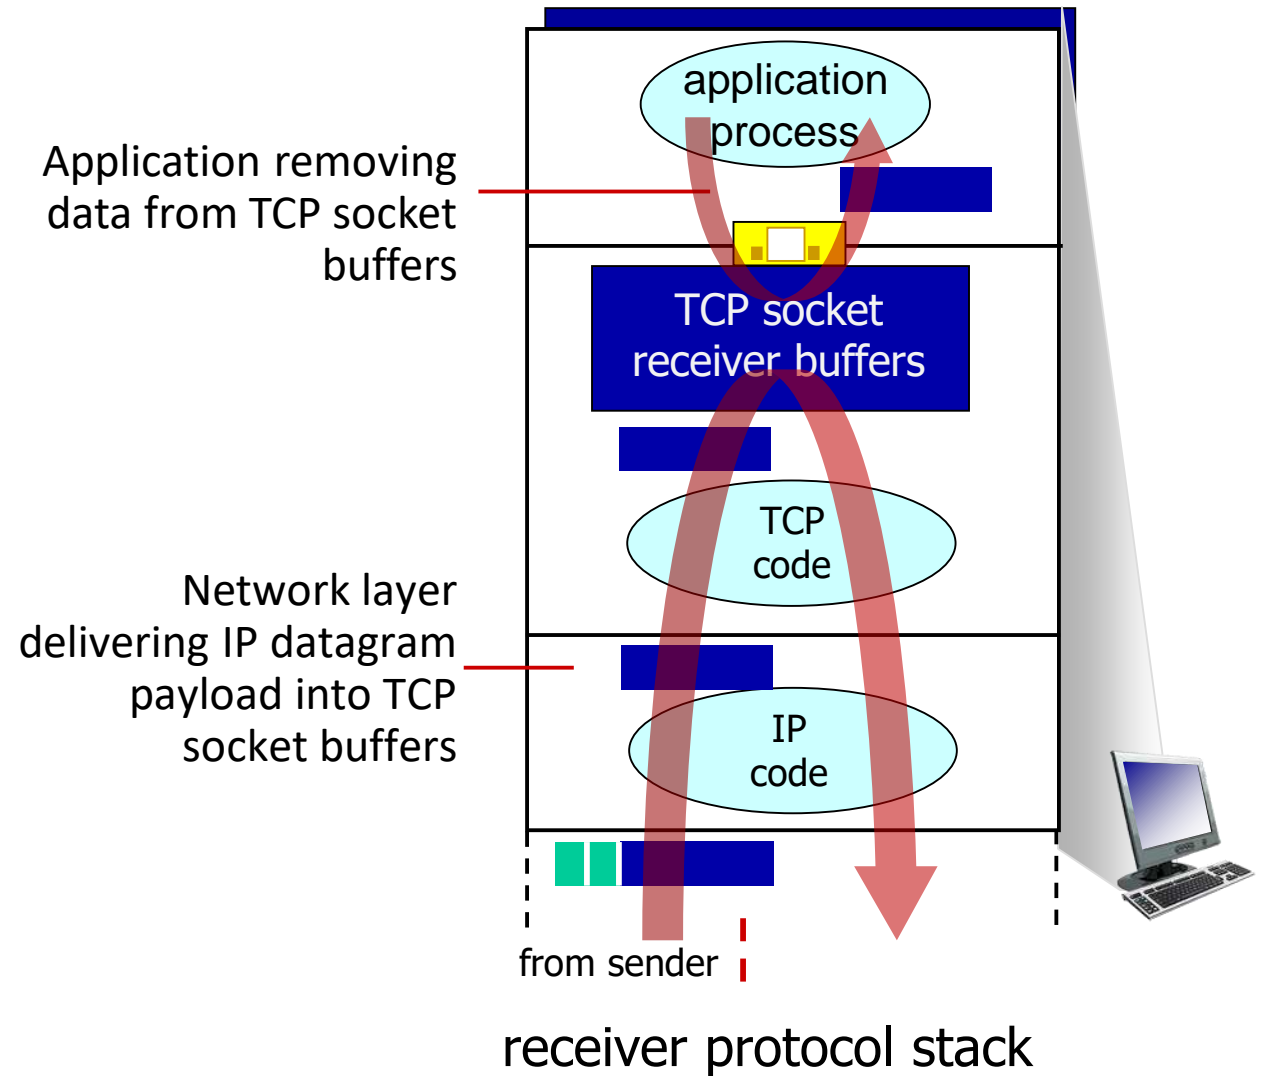 application
process
Application removing
data from TCP socket
buffers
TCP socket
receiver buffers
TCP
code
Network layer
delivering IP datagram
payload into TCP
socket buffers
IP
code
from sender
receiver protocol stack